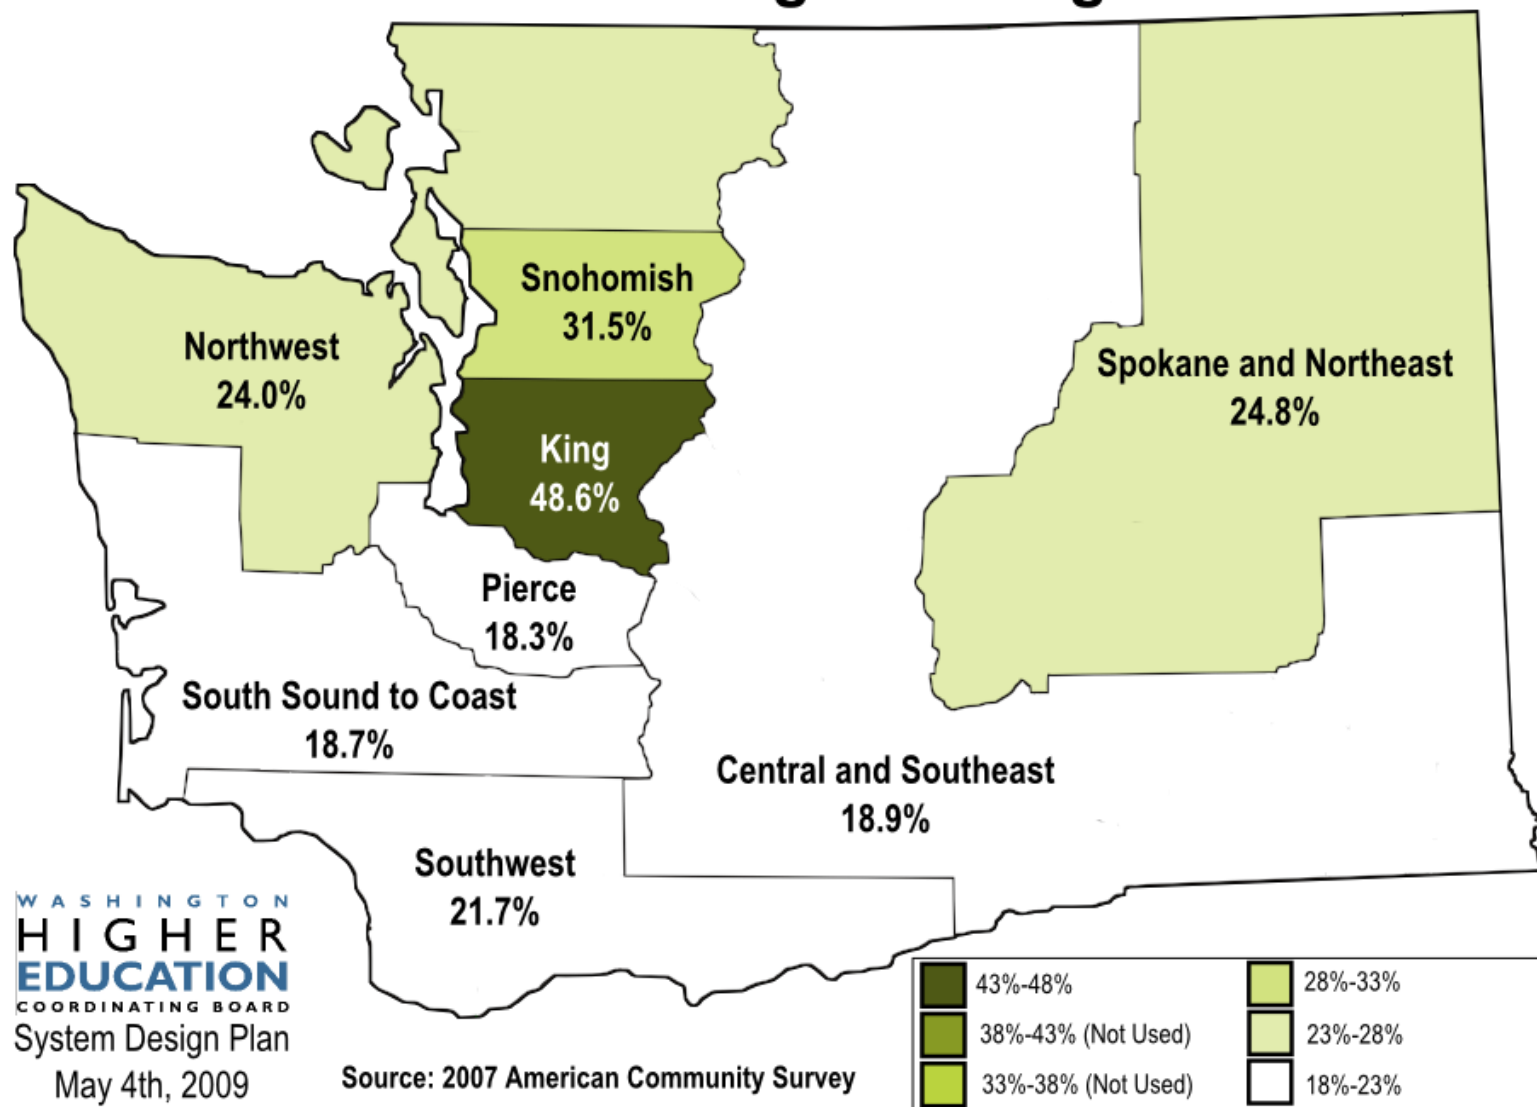 Snohomish
31.5%
Northwest
24.0%
Spokane and Northeast
24.8%
King
48.6%
Pierce
18.3%
South Sound to Coast
18.7%
Central and Southeast
18.9%
Southwest
21.7%
WASHINGTON
HIGHER
EDUCATION
COORDINATING BOARD
System Design Plan
May 4th, 2009
Source: 2007 American Community Survey
43%-48%
38%-43% (Not Used)
33%-38% (Not Used)
28%-33%
23%-28%
18%-23%